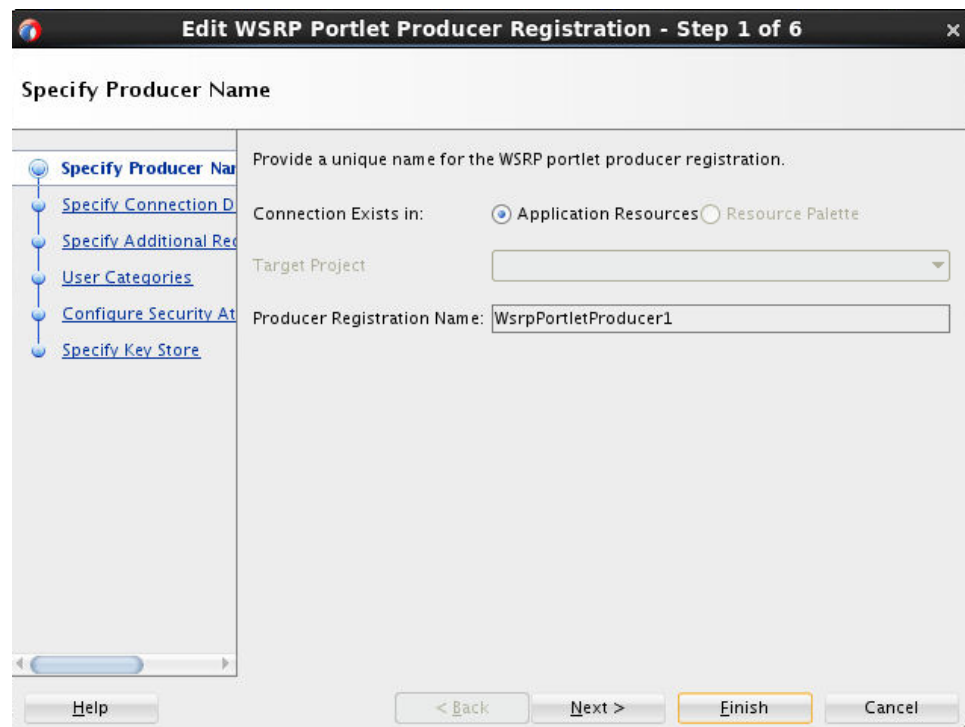 Edit WSRP Portlet Producer Registration - Step 1 of 6
Specify Producer Name
Specify Producer Nar
Specify Connection D
Specify Additional Rec
User Categories
Configure Security At
Specify Key Store
Provide a unique name for the WSRP portlet producer registration.
Connection Exists in: Application Resources Resource Palette
Target Project
Producer Registration Name: WsrpPortletProducer1
Help < Back Next > Finish Cancel